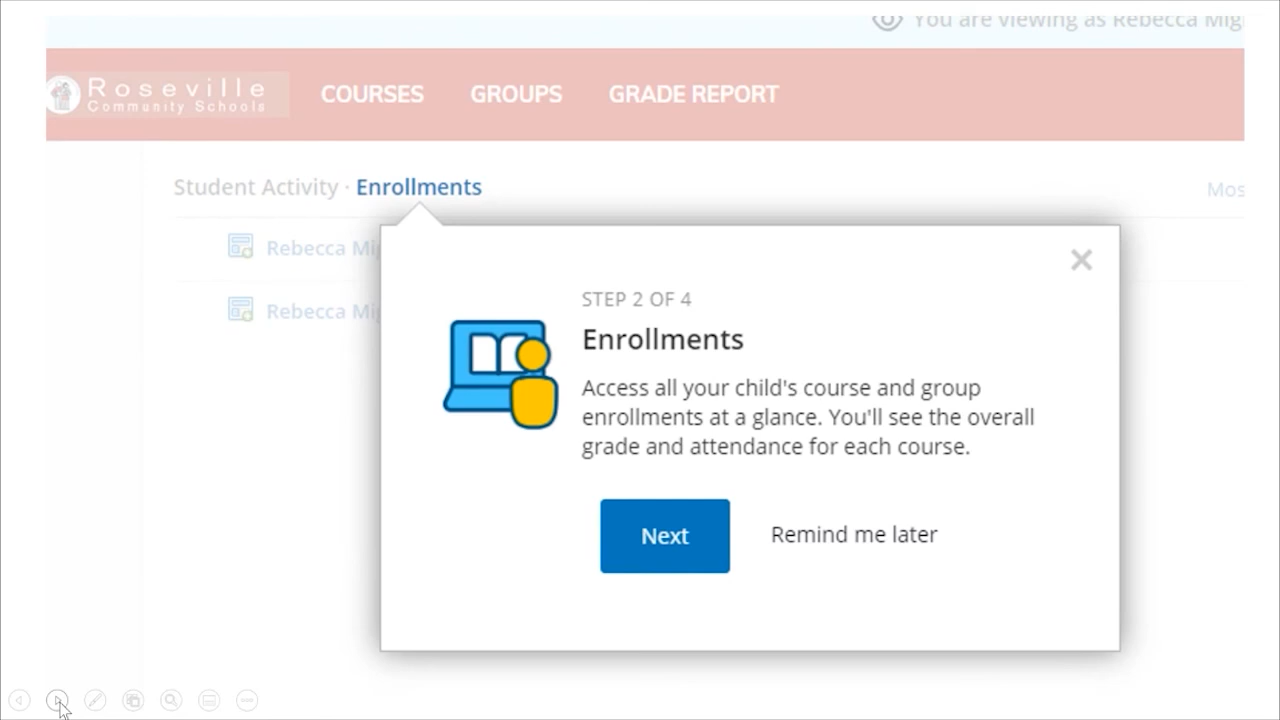 You are viewing as Rebecca
Roseville
Community Schools
COURSES GROUPS GRADE REPORT
Student Activity · Enrollments
Rebecca
Rebecca
STEP 2 OF 4
Enrollments
Access all your child's course and group
enrollments at a glance. You'll see the overall
grade and attendance for each course.
Next Remind me later